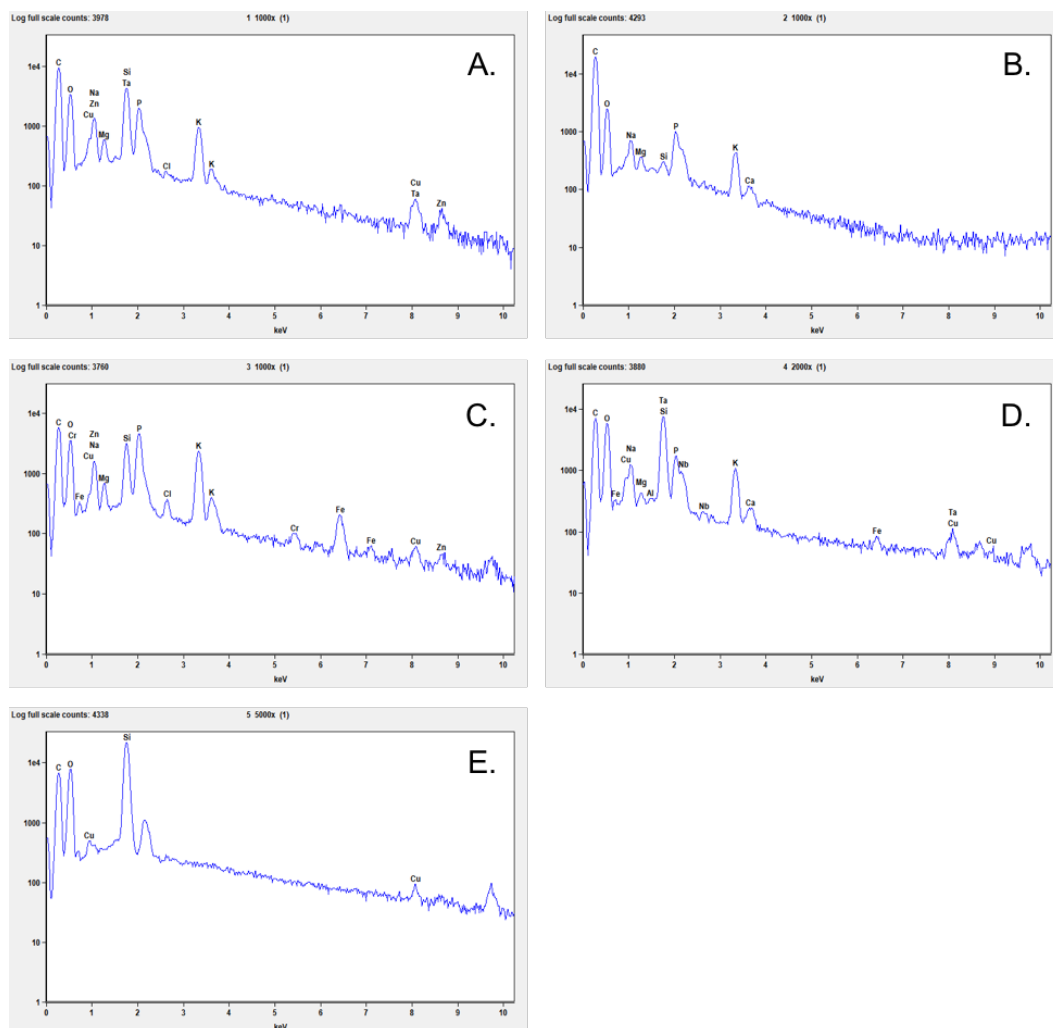 Log full scale counts: 3978 1 1000x (1)
A.
C
O
Na
Zn
Cu
Mg
Si
Ta
P
Cl
K
K
Cu
Ta
Zn
1e4
1000
100
10
1
0 1 2 3 4 5 6 7 8 9 10
keV
Log full scale counts: 4293 2 1000x (1)
B.
C
O
Na
Mg
Si
P
K
Ca
1e4
1000
100
10
1
0 1 2 3 4 5 6 7 8 9 10
keV
Log full scale counts: 3760 3 1000x (1)
C.
C
O
Cr
Fe
Zn
Na
Cu
Mg
Si
P
Cl
K
K
Cr
Fe
Fe
Cu
Zn
1e4
1000
100
10
1
0 1 2 3 4 5 6 7 8 9 10
keV
Log full scale counts: 3880 4 2000x (1)
D.
C
O
Fe
Na
Cu
Mg
Al
Ta
Si
P
Nb
Nb
K
Ca
Fe
Ta
Cu
Cu
1e4
1000
100
10
1
0 1 2 3 4 5 6 7 8 9 10
keV
Log full scale counts: 4338 5 5000x (1)
E.
C
O
Cu
Si
Cu
1e4
1000
100
10
1
0 1 2 3 4 5 6 7 8 9 10
keV